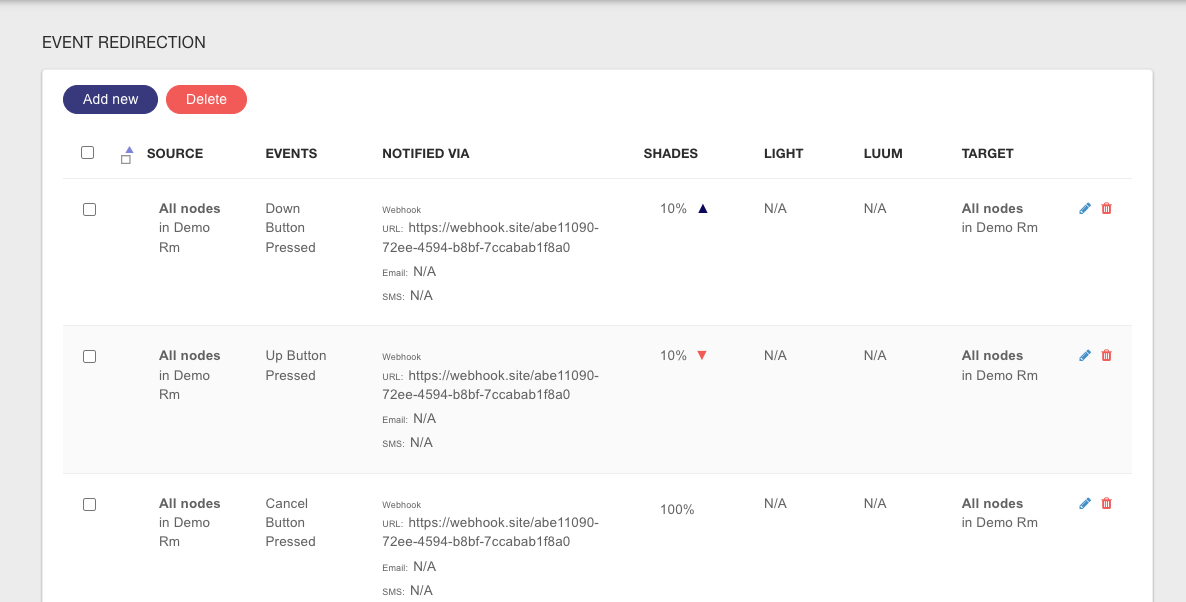 EVENT REDIRECTION
Add new
Delete
SOURCE EVENTS NOTIFIED VIA SHADES LIGHT LUUM TARGET
All nodes
in Demo
Rm
Down
Button
Pressed
Webhook
URL: https://webhook.site/abe11090-
72ee-4594-b8bf-7ccabab1f8a0
Email: N/A
SMS: N/A
10%
N/A
N/A
All nodes
in Demo Rm
All nodes
in Demo
Rm
Up Button
Pressed
Webhook
URL: https://webhook.site/abe11090-
72ee-4594-b8bf-7ccabab1f8a0
Email: N/A
SMS: N/A
10%
N/A
N/A
All nodes
in Demo Rm
All nodes
in Demo
Rm
Cancel
Button
Pressed
Webhook
URL: https://webhook.site/abe11090-
72ee-4594-b8bf-7ccabab1f8a0
Email: N/A
SMS: N/A
100%
N/A
N/A
All nodes
in Demo Rm